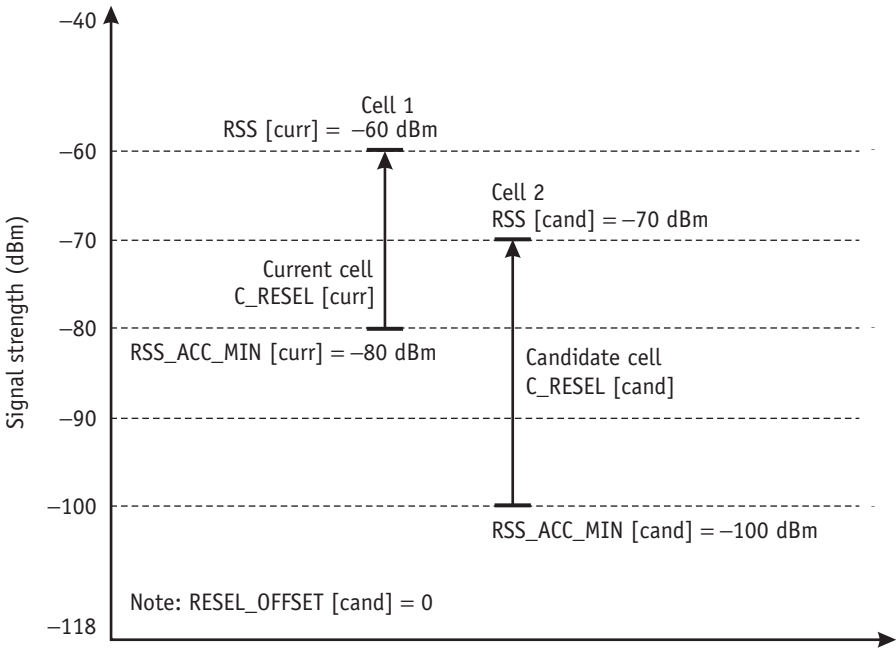 −40
Cell 1
RSS [curr] = −60 dBm
−60
Cell 2
RSS [cand] = −70 dBm
−70
Current cell
C_RESEL [curr]
−80
RSS_ACC_MIN [curr] = −80 dBm
Candidate cell
C_RESEL [cand]
−90
−100
RSS_ACC_MIN [cand] = −100 dBm
Note: RESEL_OFFSET [cand] = 0
−118
Signal strength (dBm)